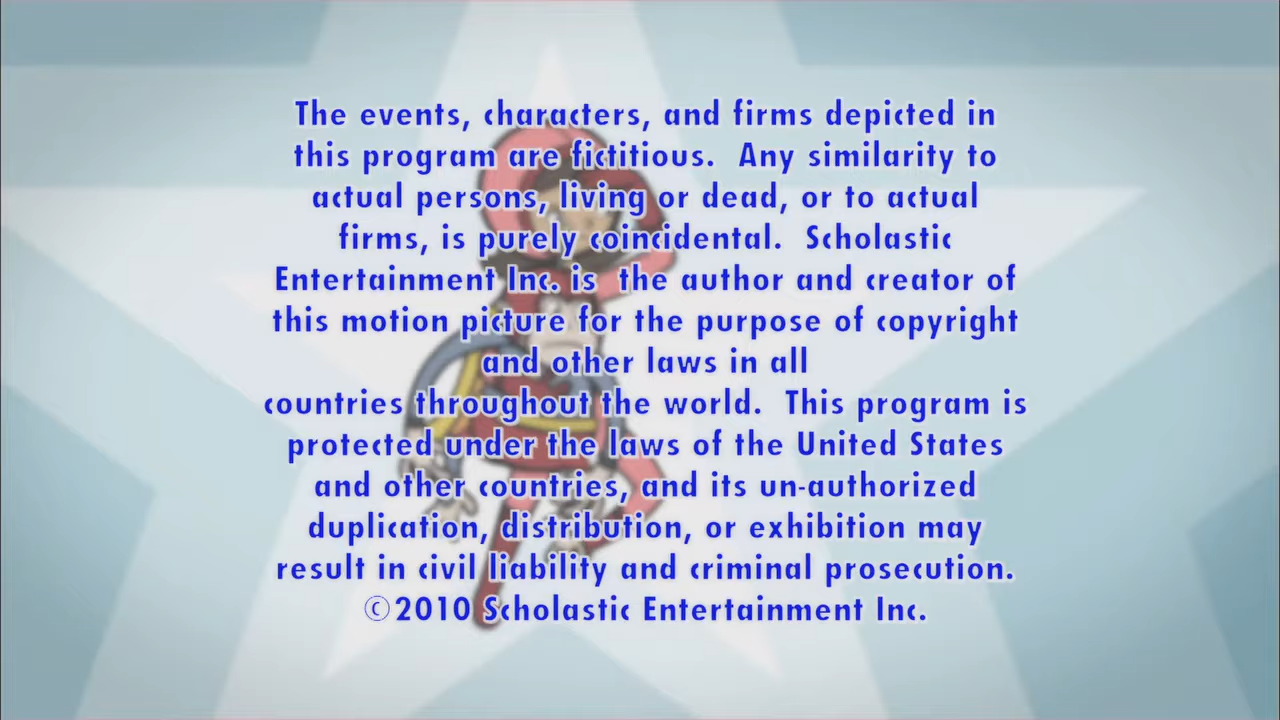 The events, characters, and firms depicted in
this program are fictitious.  Any similarity to
actual persons, living or dead, or to actual
firms, is purely coincidental.  Scholastic
Entertainment Inc. is  the author and creator of
this motion picture for the purpose of copyright
and other laws in all
countries throughout the world.  This program is
protected under the laws of the United States
and other countries, and its un-authorized
duplication, distribution, or exhibition may
result in civil liability and criminal prosecution.
©2010 Scholastic Entertainment Inc.